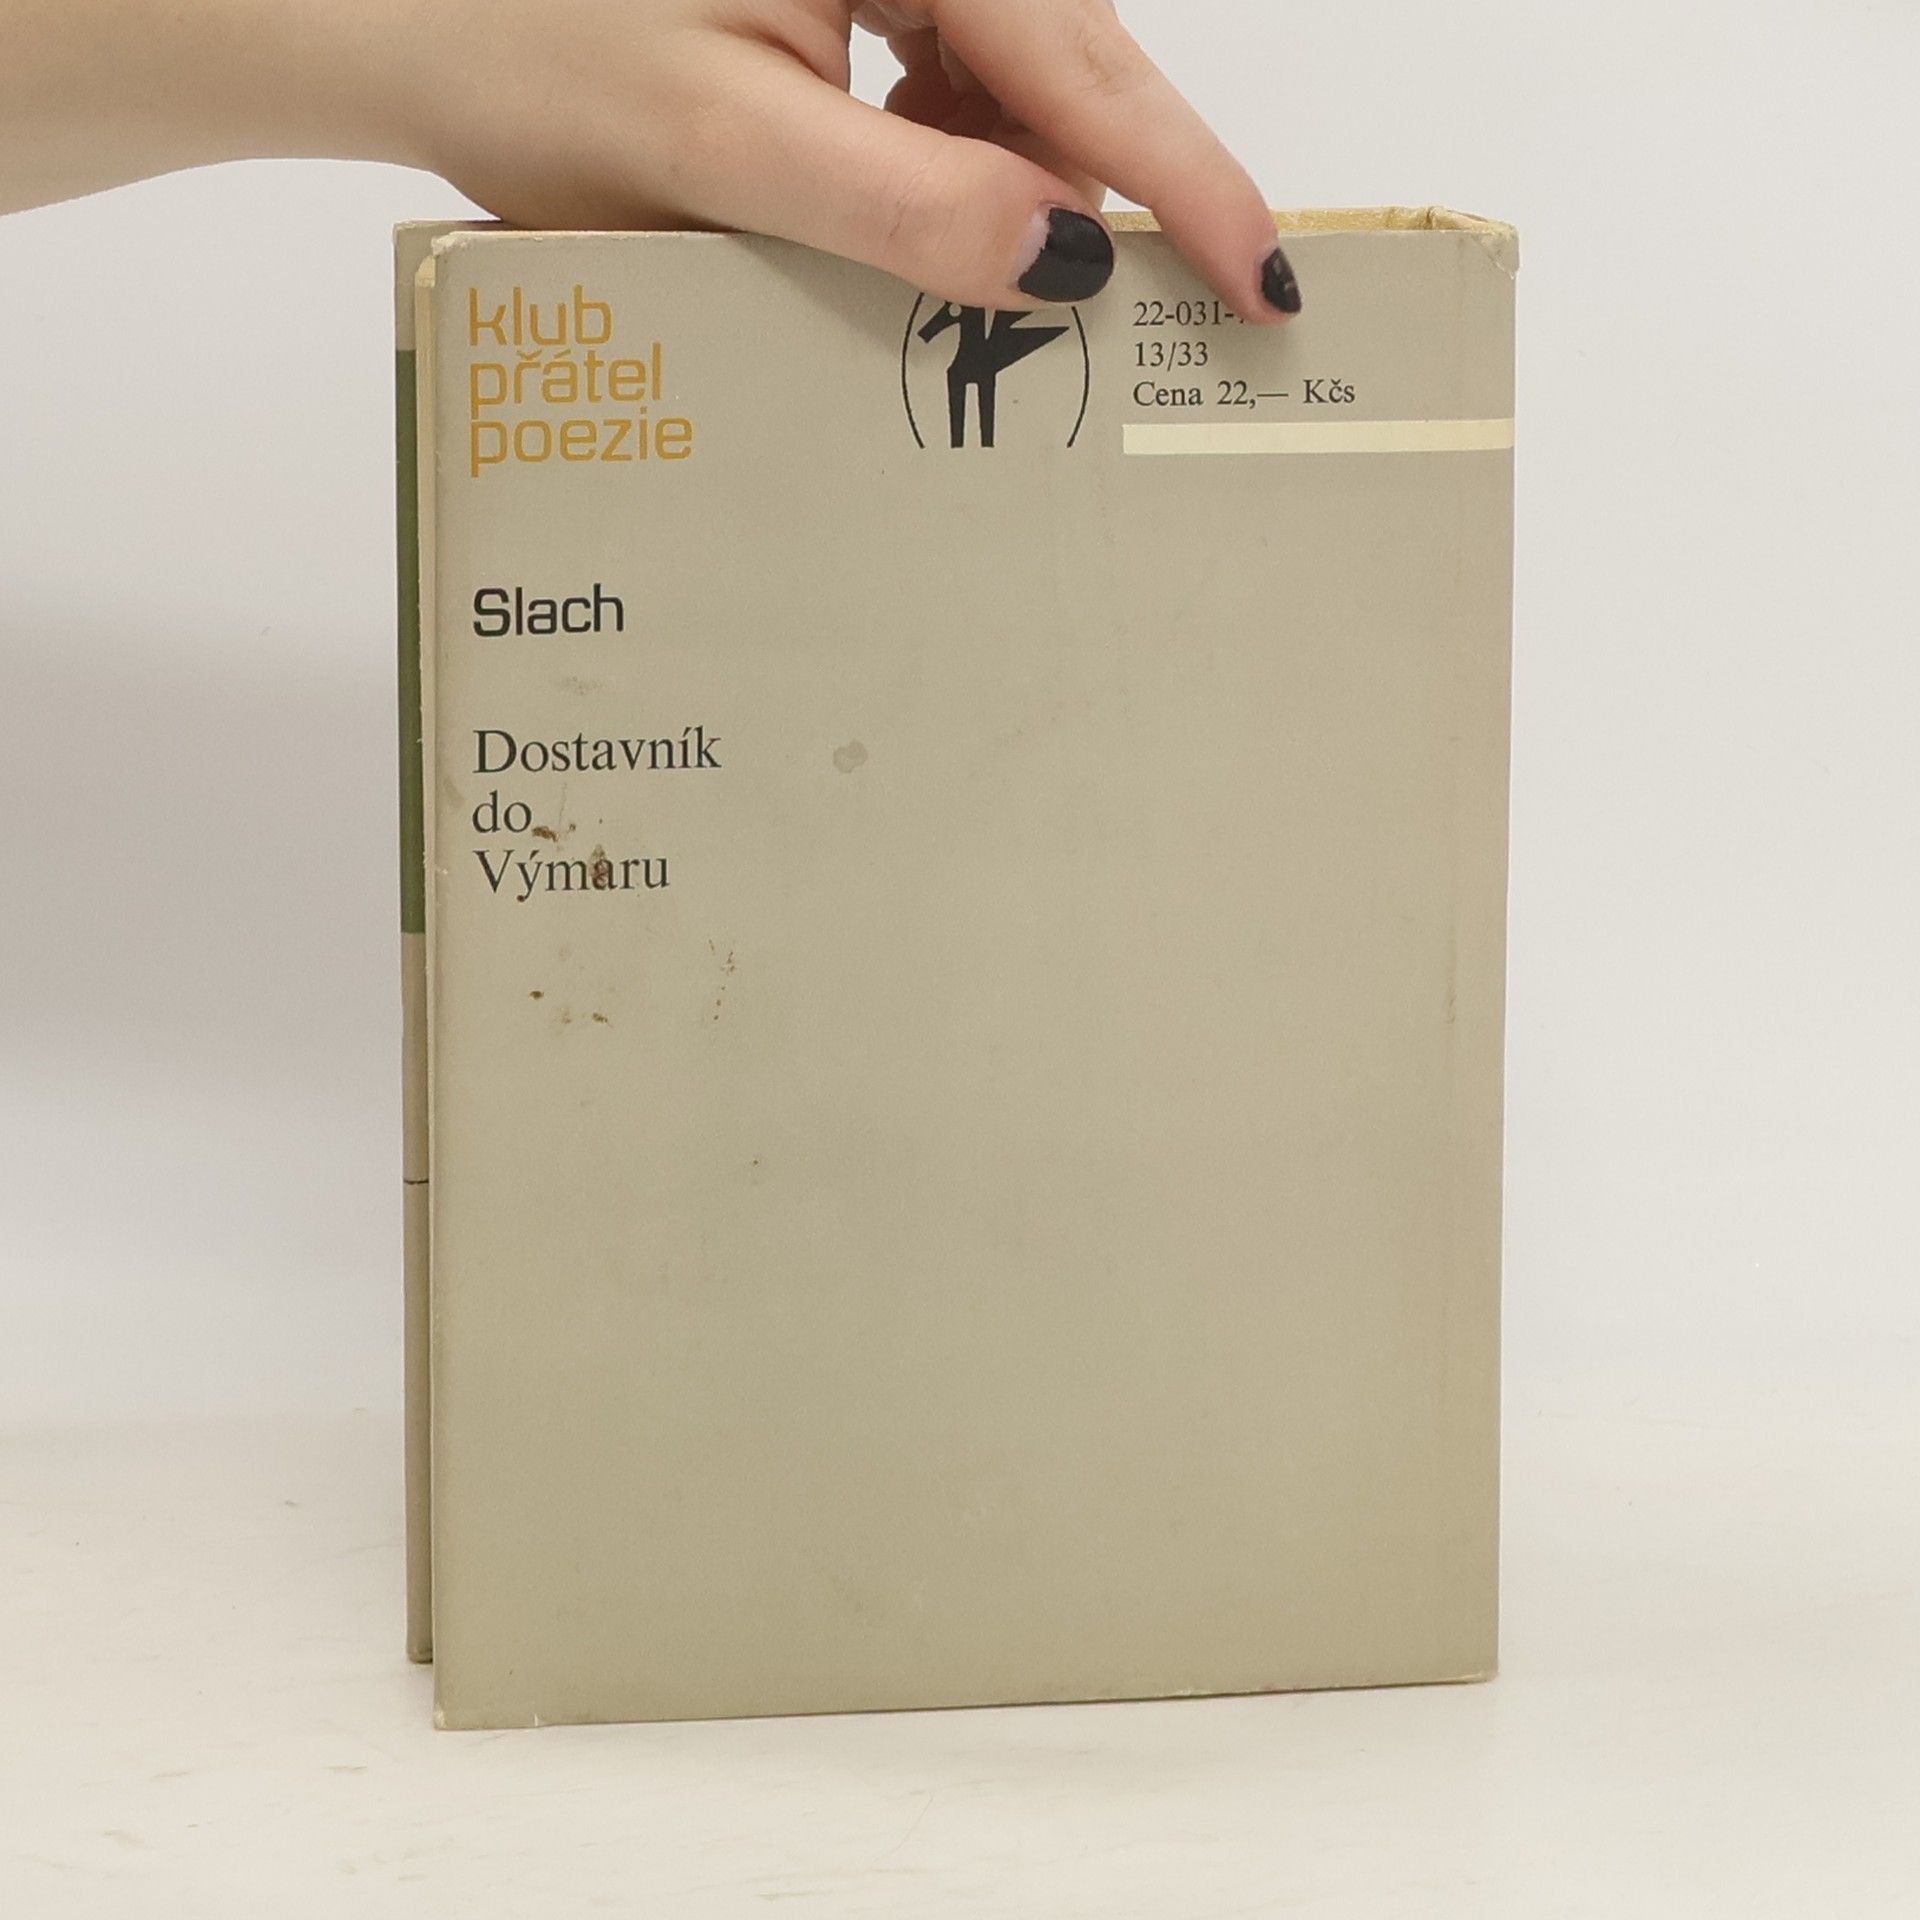 klub
přátel
poezie
22-031-
13/33
Cena 22,— Kčs
Slach
Dostavník
do
Výmaru